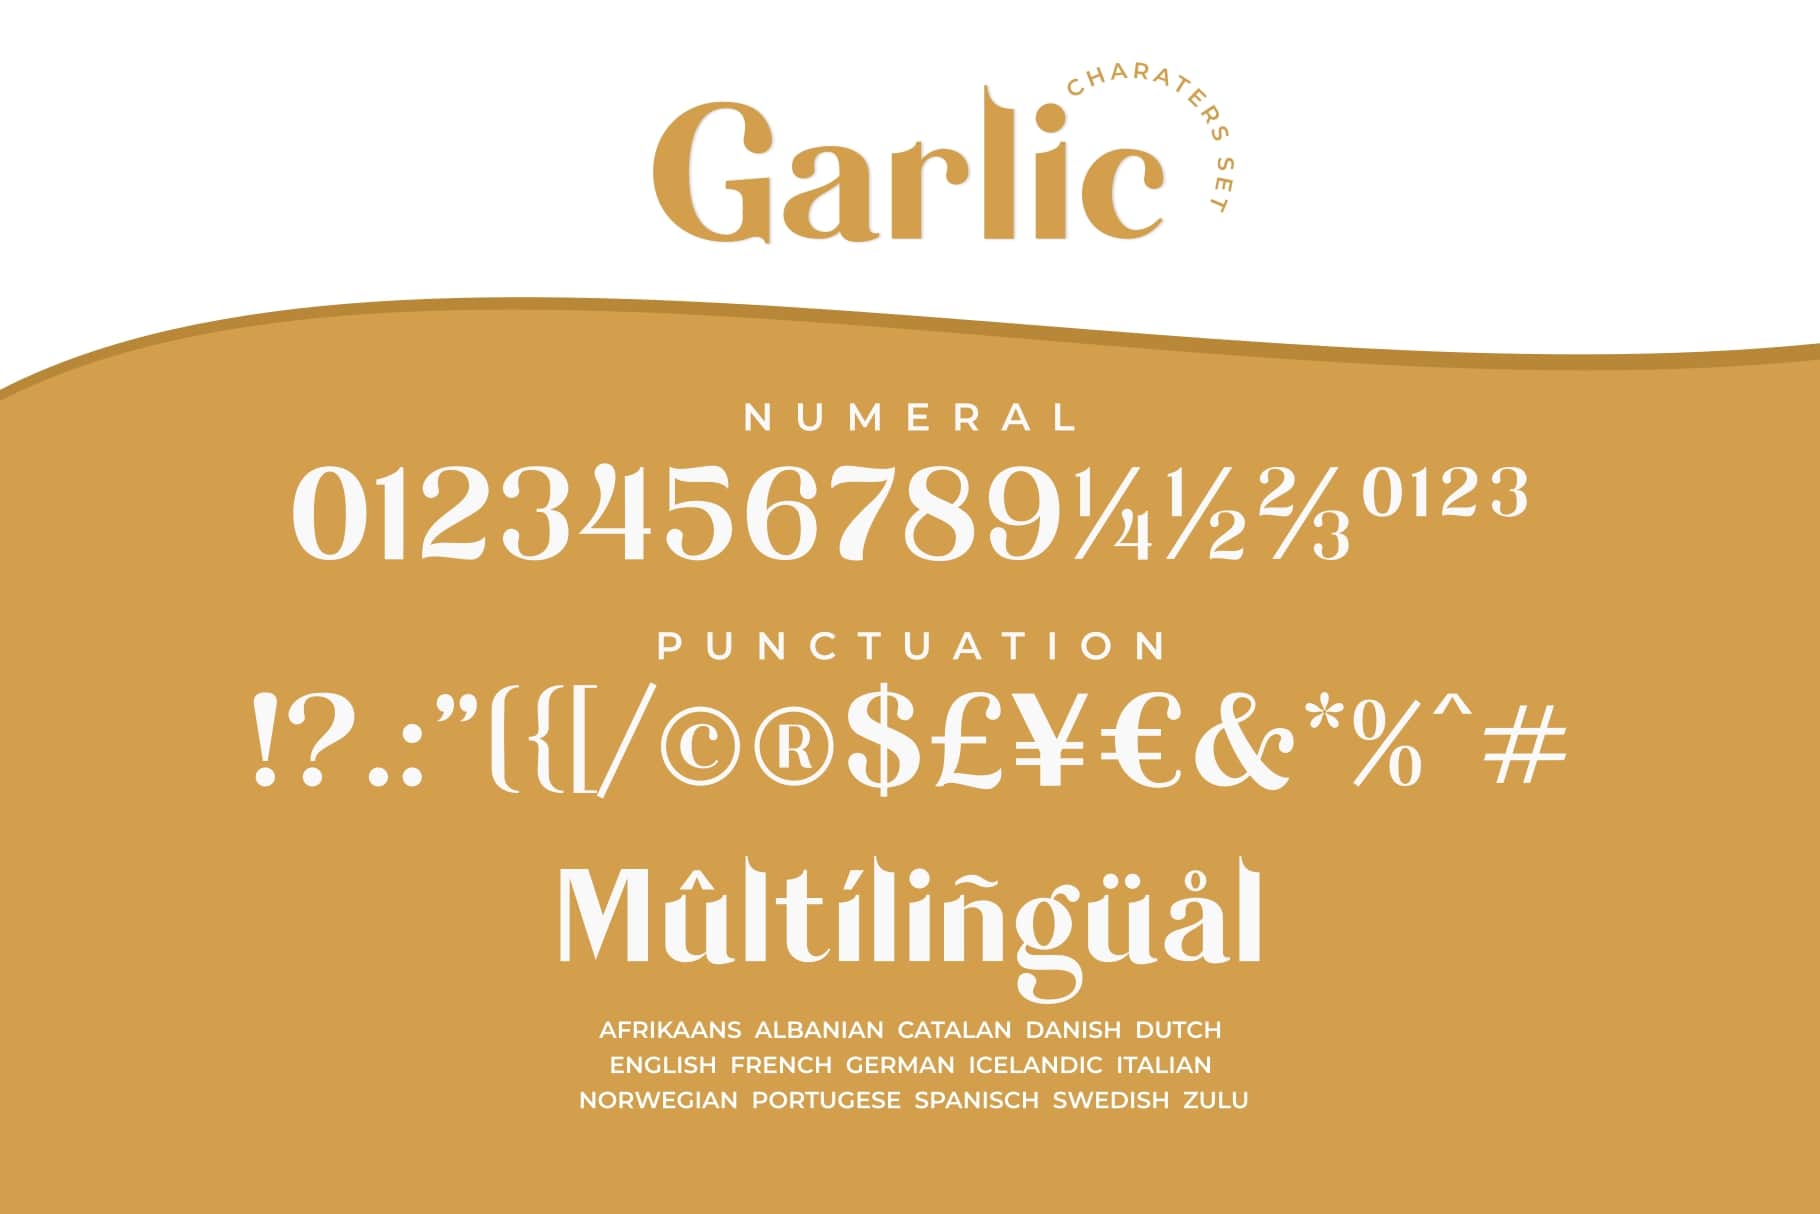 Garlic
CHARATERS SET
NUMERAL
0123456789¼½⅔⁰¹²³
PUNCTUATION
!?.:”({[/©®$£¥€&*%^#
Mûltíliñgüål
AFRIKAANS ALBANIAN CATALAN DANISH DUTCH
ENGLISH FRENCH GERMAN ICELANDIC ITALIAN
NORWEGIAN PORTUGESE SPANISCH SWEDISH ZULU